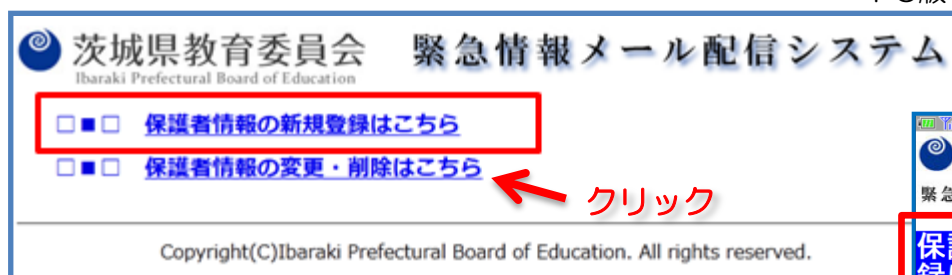 茨城県教育委員会 緊急情報メール配信システム
Ibaraki Prefectural Board of Education
□■□ 保護者情報の新規登録はこちら
□■□ 保護者情報の変更・削除はこちら
クリック
Copyright(C)Ibaraki Prefectural Board of Education. All rights reserved.
緊急
保護